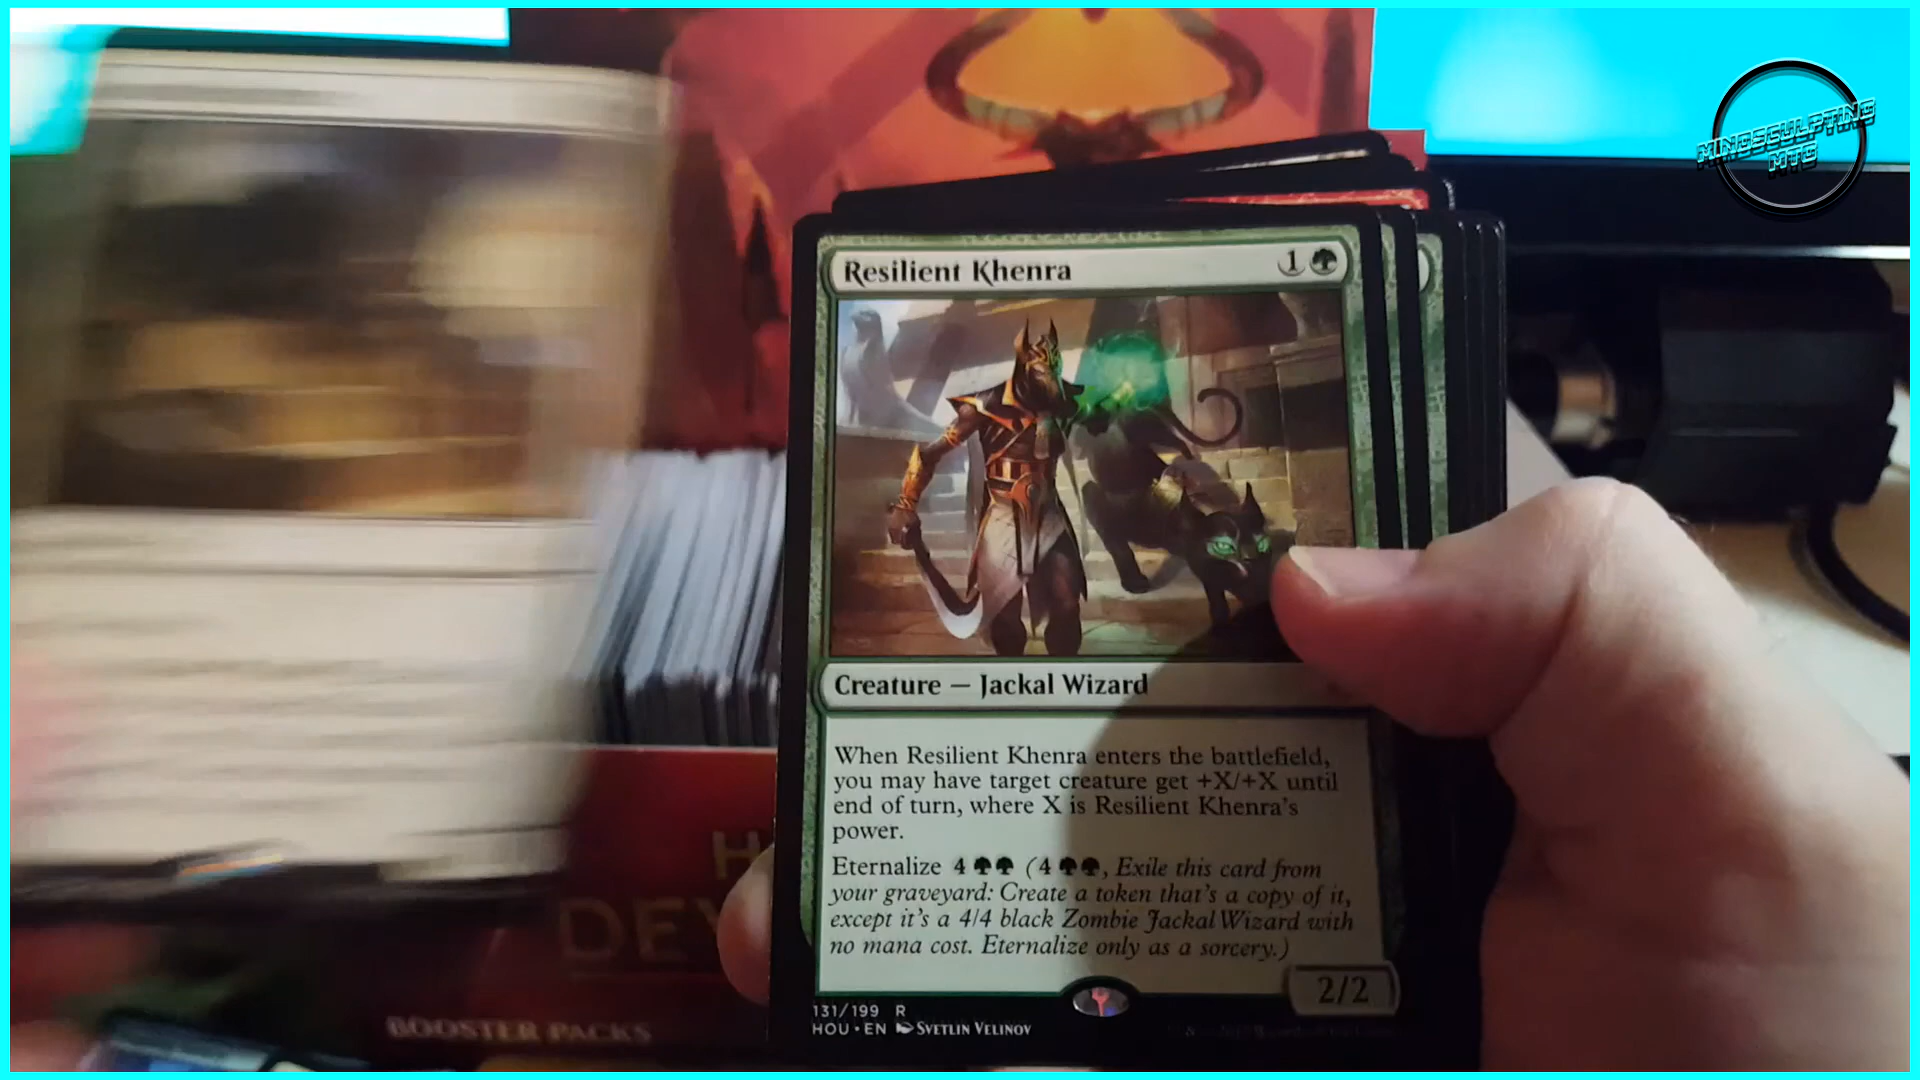 MINDSCULPTING
MTG
Resilient Khenra
1
Creature — Jackal Wizard
When Resilient Khenra enters the battlefield,
you may have target creature get +X/+X until
end of turn, where X is Resilient Khenra's
power.
Eternalize 4 (4 , Exile this card from
your graveyard: Create a token that's a copy of it,
except it's a 4/4 black Zombie Jackal Wizard with
no mana cost. Eternalize only as a sorcery.)
2/2
131/199 R
HOU • EN SVETLIN VELINOV
H
DEV
BOOSTER PACKS